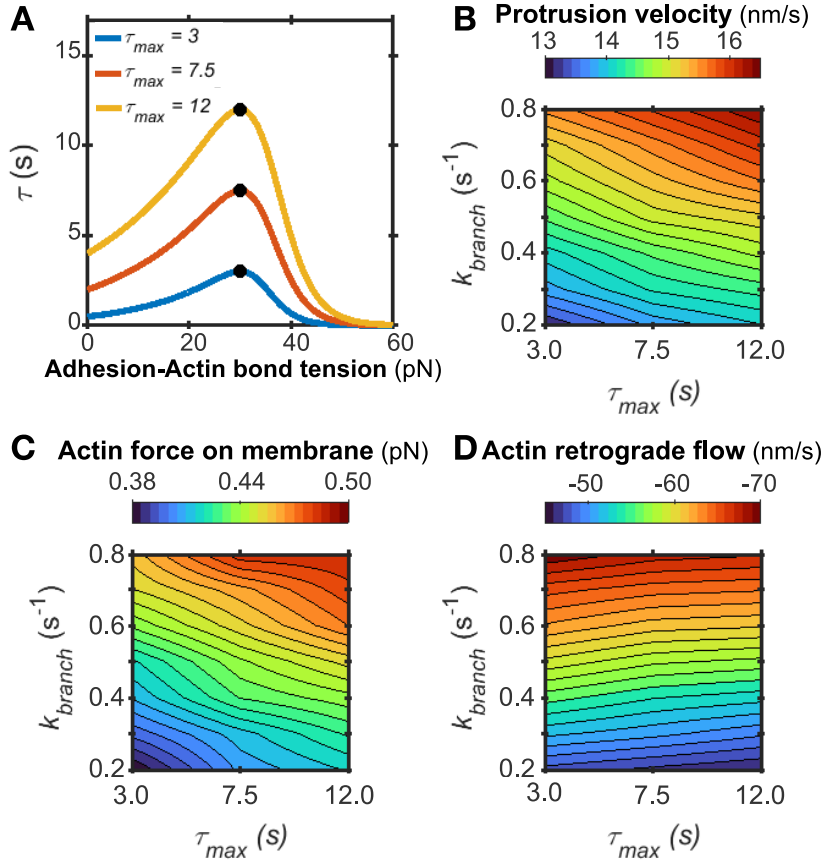 A
τmax = 3
τmax = 7.5
τmax = 12
15
10
5
0
τ (s)
0 20 40 60
Adhesion-Actin bond tension (pN)
B Protrusion velocity (nm/s)
13 14 15 16
0.8
0.6
0.4
0.2
kbranch (s-1)
3.0 7.5 12.0
τmax (s)
C Actin force on membrane (pN)
0.38 0.44 0.50
0.8
0.6
0.4
0.2
kbranch (s-1)
3.0 7.5 12.0
τmax (s)
D Actin retrograde flow (nm/s)
-50 -60 -70
0.8
0.6
0.4
0.2
kbranch (s-1)
3.0 7.5 12.0
τmax (s)